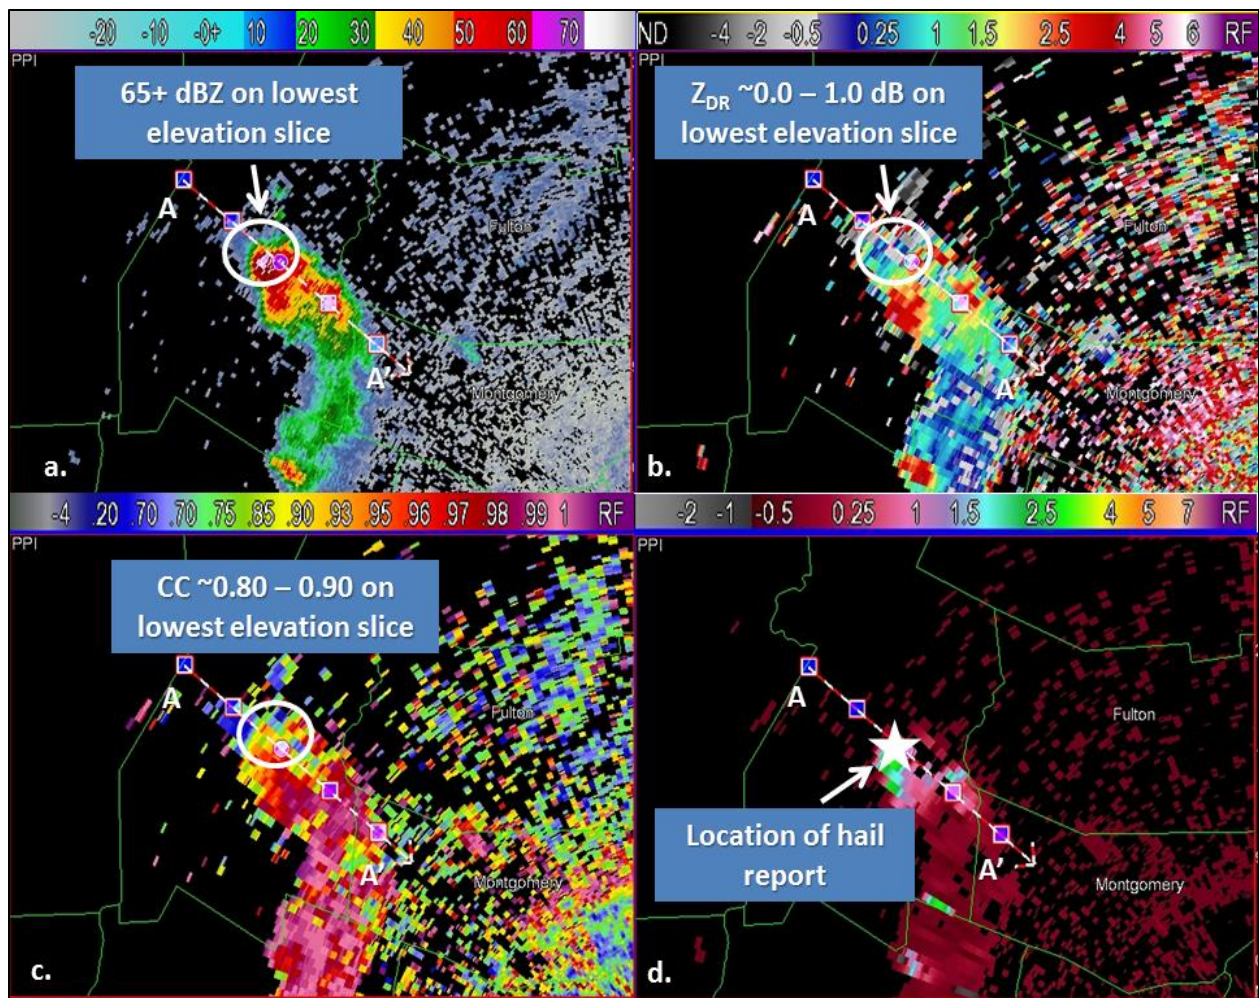 -20 -10 -0+ 10 20 30 40 50 60 70
PPI
65+ dBZ on lowest
elevation slice
A
Fulton
A'
Montgomery
a.
ND -4 -2 -0.5 0.25 1 1.5 2.5 4 5 6 RF
PPI
Z_DR ~0.0 – 1.0 dB on
lowest elevation slice
A
Fulton
A'
Montgomery
b.
-4 .20 .70 .70 .75 .85 .90 .93 .95 .96 .97 .98 .99 1 RF
PPI
CC ~0.80 – 0.90 on
lowest elevation slice
A
Fulton
A'
Montgomery
c.
-2 -1 -0.5 0.25 1 1.5 2.5 4 5 7 RF
PPI
A
Fulton
Location of hail
report
A'
Montgomery
d.